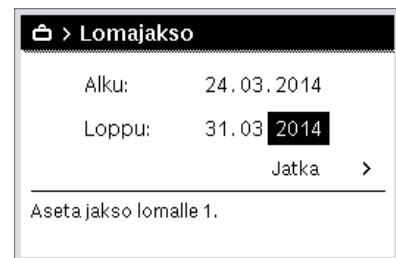 > Lomajakso
Alku: 24.03.2014
Loppu: 31.03 2014
Jatka >
Aseta jakso lomalle 1.